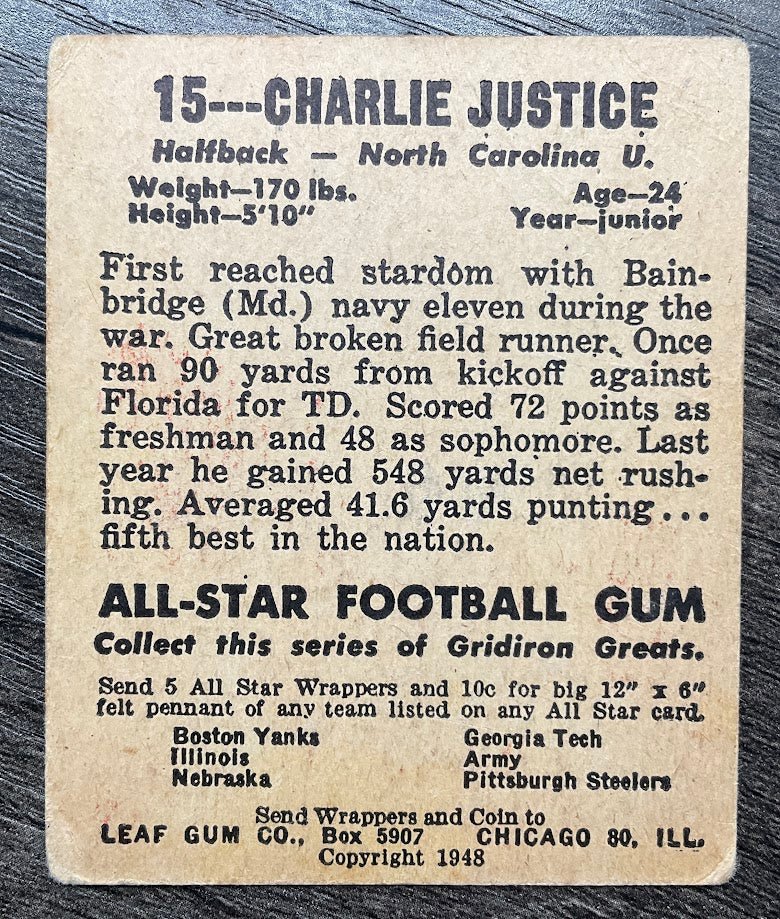 15---CHARLIE JUSTICE
Halfback — North Carolina U.
Weight—170 lbs. Age—24
Height—5'10" Year—junior
First reached stardom with Bain-
bridge (Md.) navy eleven during the
war. Great broken field runner. Once
ran 90 yards from kickoff against
Florida for TD. Scored 72 points as
freshman and 48 as sophomore. Last
year he gained 548 yards net rush-
ing. Averaged 41.6 yards punting...
fifth best in the nation.
ALL-STAR FOOTBALL GUM
Collect this series of Gridiron Greats.
Send 5 All Star Wrappers and 10c for big 12" x 6"
felt pennant of any team listed on any All Star card.
Boston Yanks Georgia Tech
Illinois Army
Nebraska Pittsburgh Steelers
Send Wrappers and Coin to
LEAF GUM CO., Box 5907 CHICAGO 80, ILL.
Copyright 1948